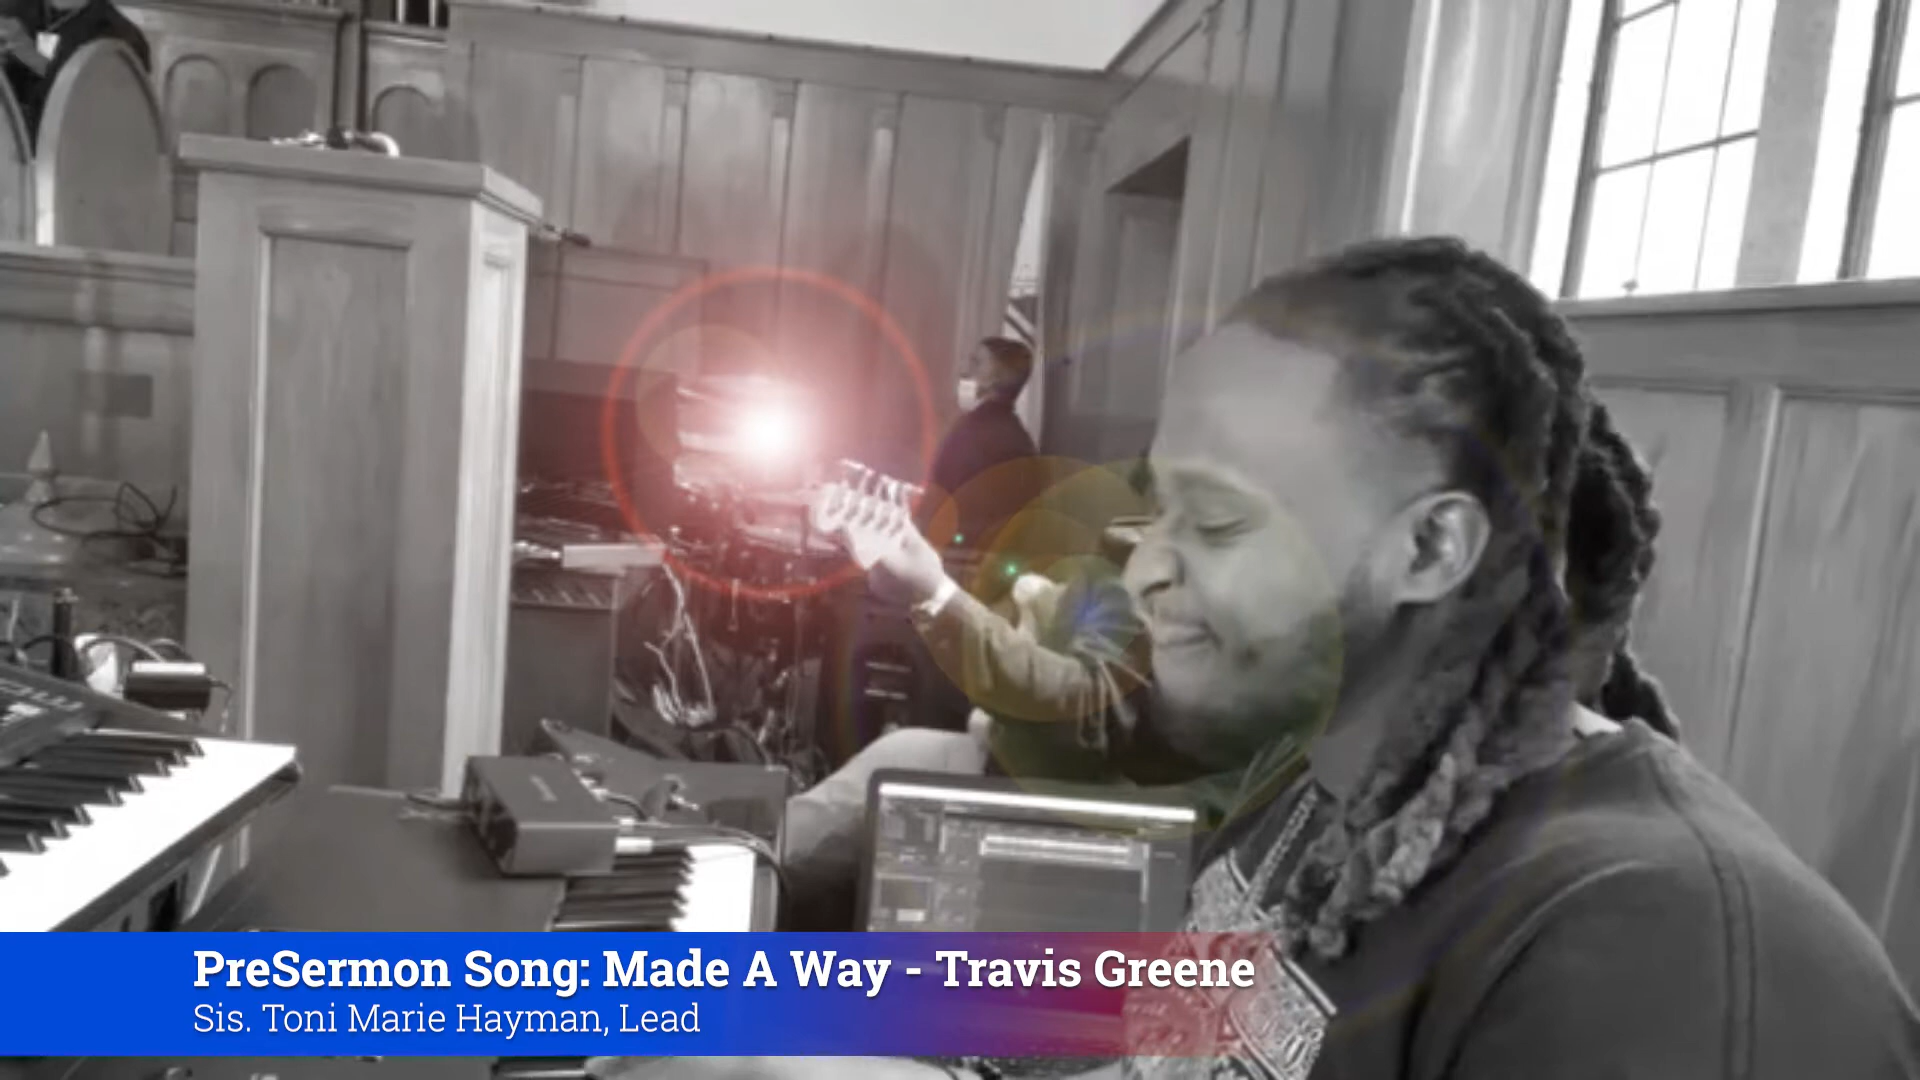 PreSermon Song: Made A Way - Travis Greene
Sis. Toni Marie Hayman, Lead